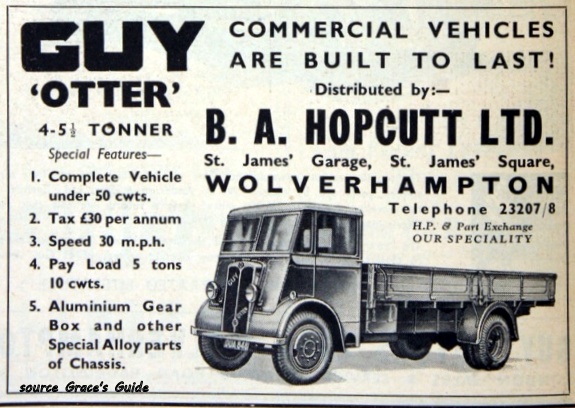 GUY
'OTTER'
4-5½ TONNER
Special Features—
1. Complete Vehicle
under 50 cwts.
2. Tax £30 per annum
3. Speed 30 m.p.h.
4. Pay Load 5 tons
10 cwts.
5. Aluminium Gear
Box and other
Special Alloy parts
of Chassis.
COMMERCIAL VEHICLES
ARE BUILT TO LAST!
Distributed by:—
B. A. HOPCUTT LTD.
St. James' Garage, St. James' Square,
WOLVERHAMPTON
Telephone 23207/8
H.P. & Part Exchange
OUR SPECIALITY
GUY
source Grace's Guide